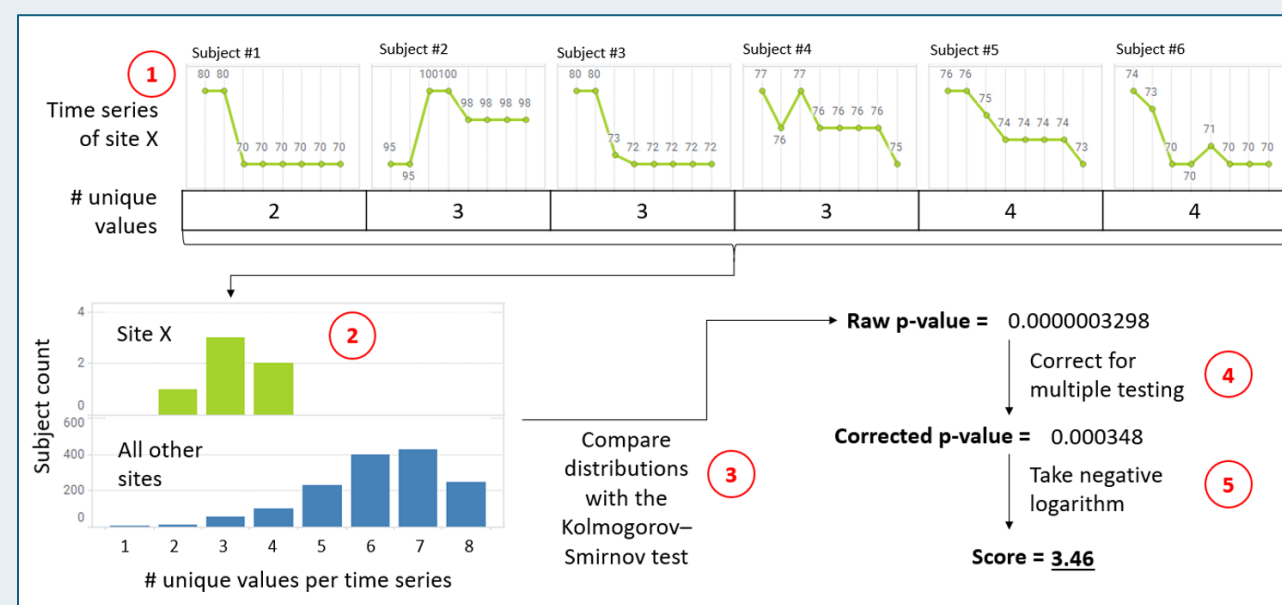 Subject #1
Subject #2
Subject #3
Subject #4
Subject #5
Subject #6
1
Time series
of site X
80 80 70 70 70 70 70 70
95 95 100 100 98 98 98 98
80 80 73 72 72 72 72 72
77 76 77 76 76 76 76 75
76 76 75 74 74 74 74 73
74 73 70 70 71 70 70 70
# unique
values
2
3
3
3
4
4
Subject count
4
2
0
Site X
2
600
400
200
0
All other
sites
1 2 3 4 5 6 7 8
# unique values per time series
Compare
distributions
with the
Kolmogorov–
Smirnov test
3
Raw p-value = 0.0000003298
Correct for
multiple testing
4
Corrected p-value = 0.000348
Take negative
logarithm
5
Score = 3.46